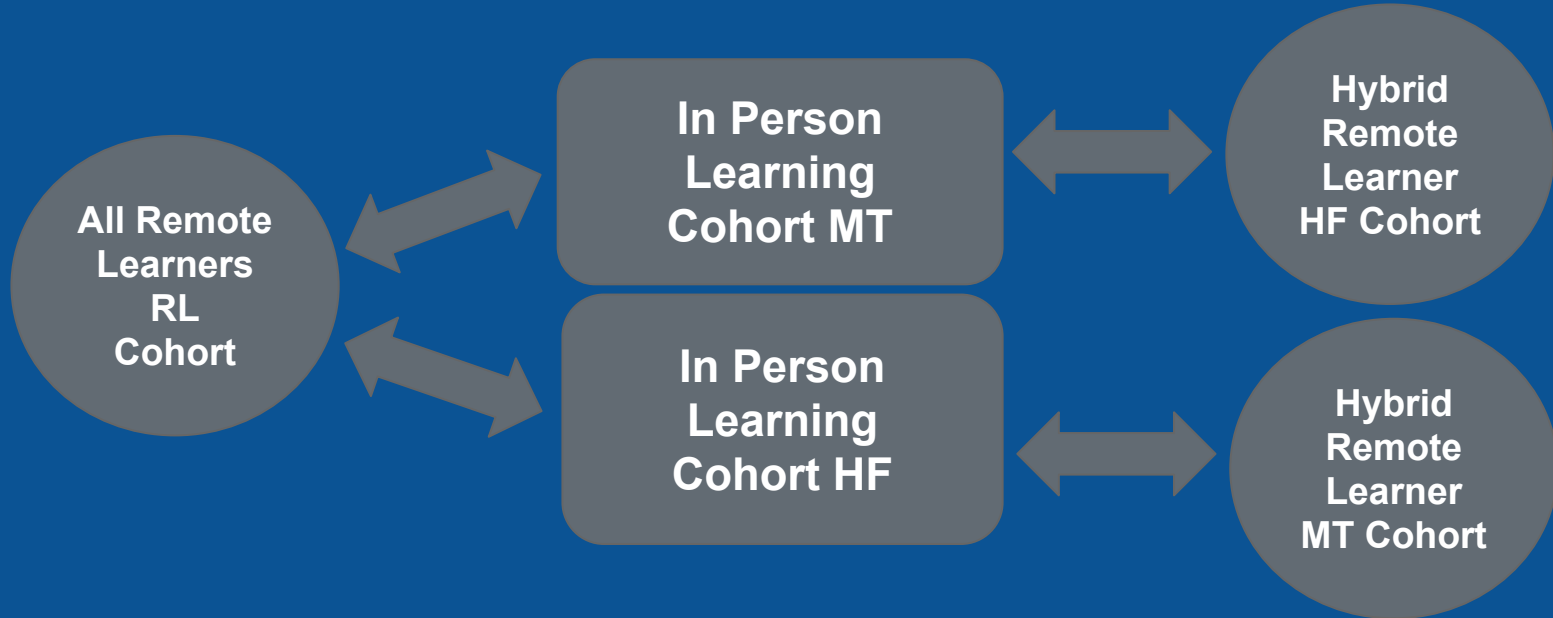 All Remote
Learners
RL
Cohort
In Person
Learning
Cohort MT
In Person
Learning
Cohort HF
Hybrid
Remote
Learner
HF Cohort
Hybrid
Remote
Learner
MT Cohort